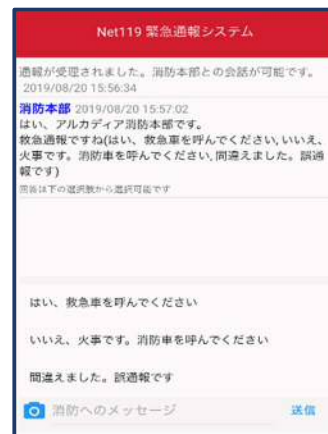 Net119 緊急通報システム
通報が受理されました。消防本部との会話が可能です。
2019/08/20 15:56:34
消防本部 2019/08/20 15:57:02
はい、アルカディア消防本部です。
救急通報ですね(はい、救急車を呼んでください,いいえ、
火事です。消防車を呼んでください,間違えました。誤通
報です)
回答は下の選択肢から選択可能です
はい、救急車を呼んでください
いいえ、火事です。消防車を呼んでください
間違えました。誤通報です
消防へのメッセージ 送信